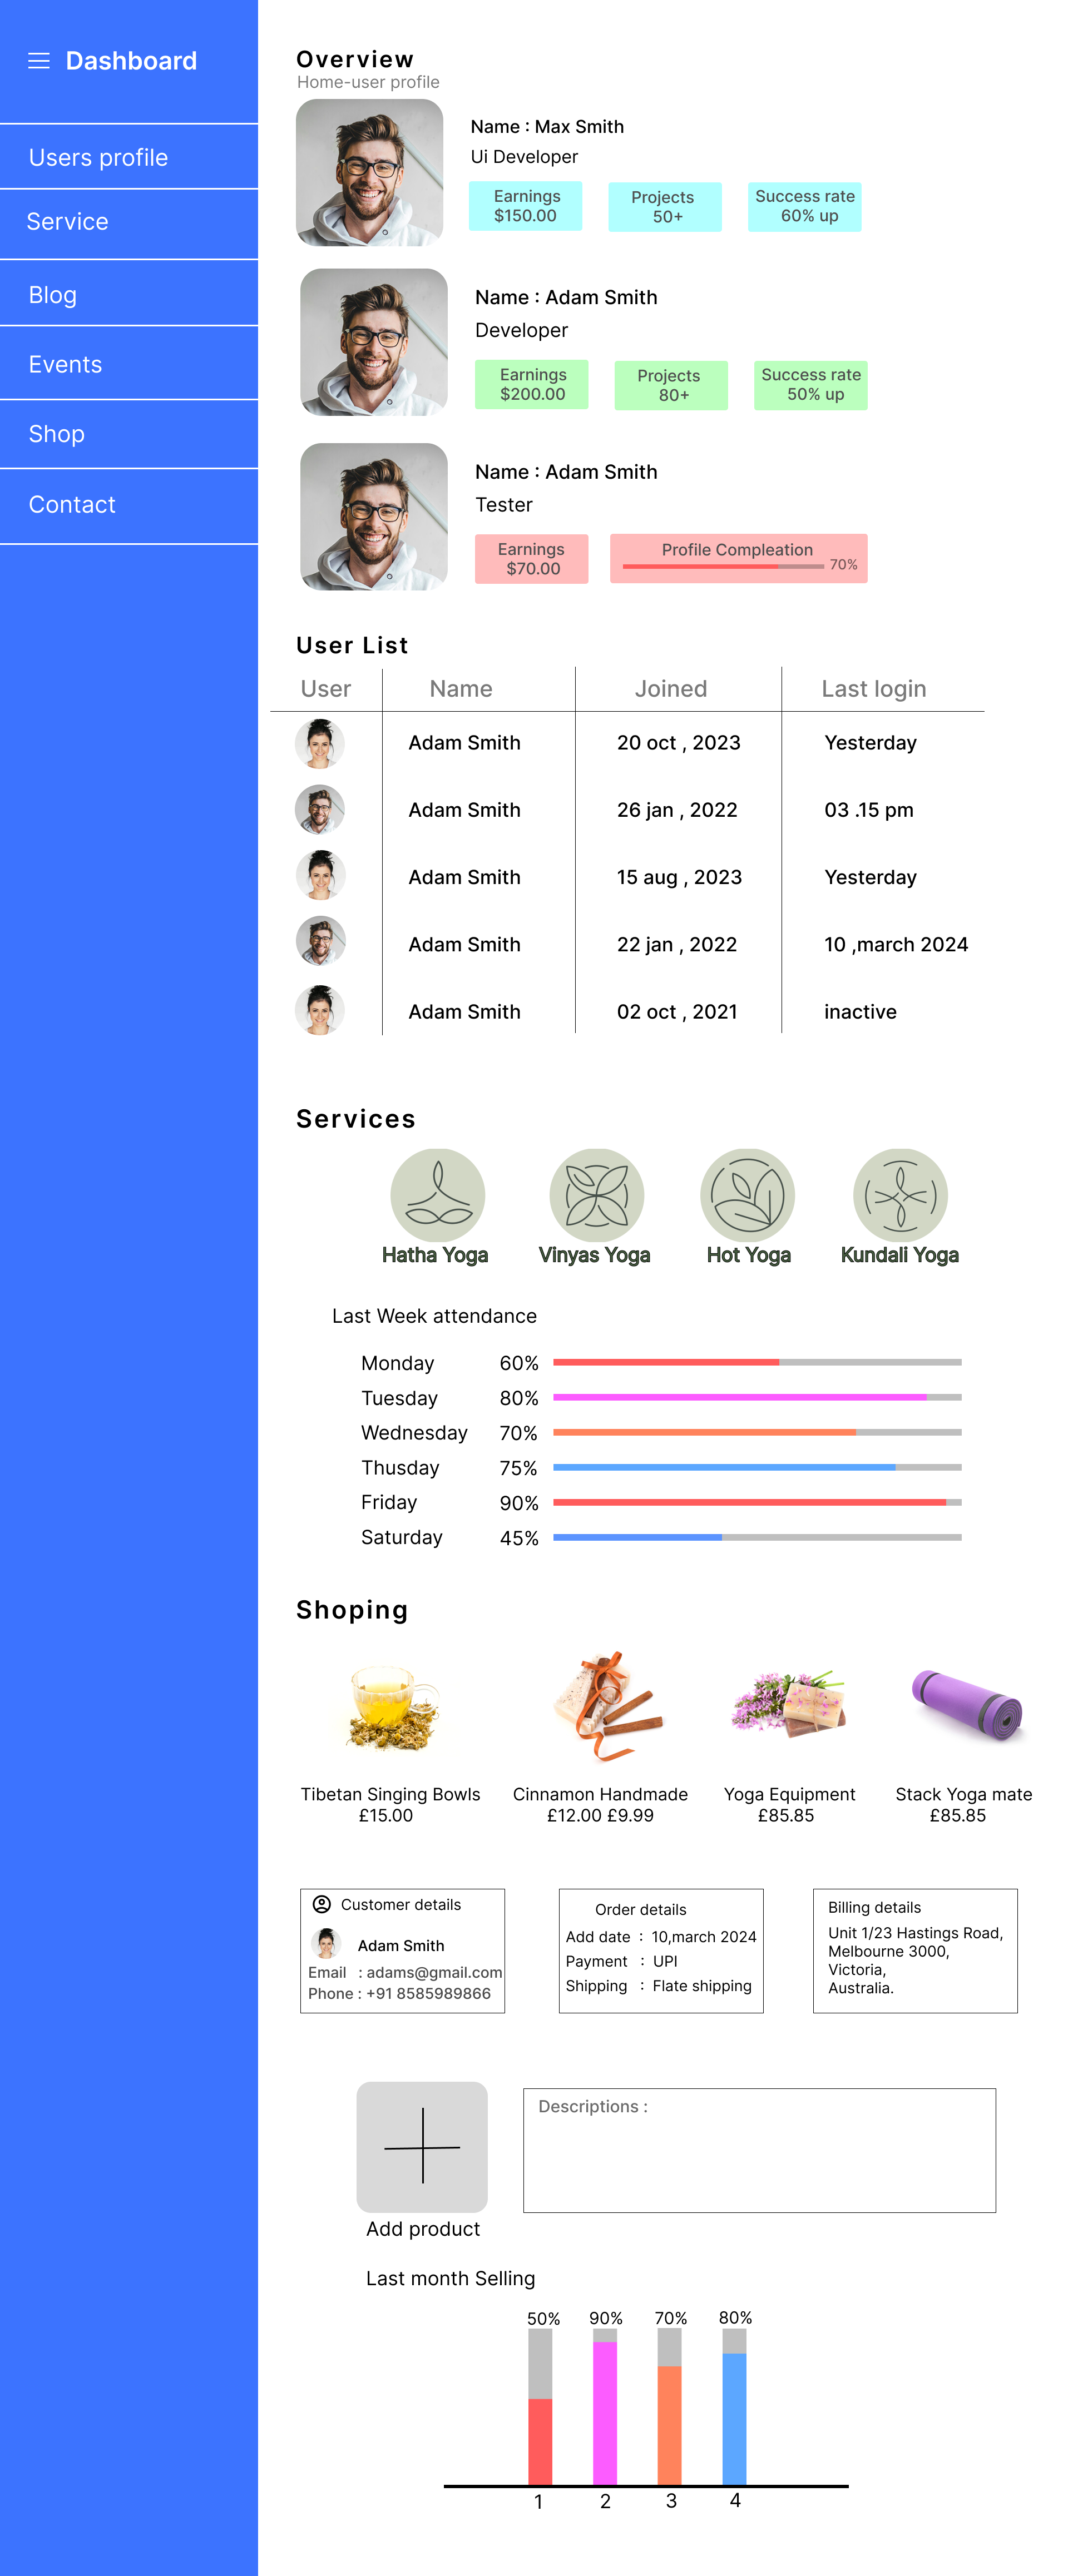 Dashboard
Users profile
Service
Blog
Events
Shop
Contact
Overview
Home-user profile
Name : Max Smith
Ui Developer
Earnings
$150.00
Projects
50+
Success rate
60% up
Name : Adam Smith
Developer
Earnings
$200.00
Projects
80+
Success rate
50% up
Name : Adam Smith
Tester
Earnings
$70.00
Profile Compleation
70%
User List
User Name Joined Last login
Adam Smith 20 oct , 2023 Yesterday
Adam Smith 26 jan , 2022 03 .15 pm
Adam Smith 15 aug , 2023 Yesterday
Adam Smith 22 jan , 2022 10 ,march 2024
Adam Smith 02 oct , 2021 inactive
Services
Hatha Yoga Vinyas Yoga Hot Yoga Kundali Yoga
Last Week attendance
Monday 60%
Tuesday 80%
Wednesday 70%
Thusday 75%
Friday 90%
Saturday 45%
Shoping
Tibetan Singing Bowls
£15.00
Cinnamon Handmade
£12.00 £9.99
Yoga Equipment
£85.85
Stack Yoga mate
£85.85
Customer details
Adam Smith
Email : adams@gmail.com
Phone : +91 8585989866
Order details
Add date : 10,march 2024
Payment : UPI
Shipping : Flate shipping
Billing details
Unit 1/23 Hastings Road,
Melbourne 3000,
Victoria,
Australia.
Add product
Descriptions :
Last month Selling
50% 90% 70% 80%
1 2 3 4